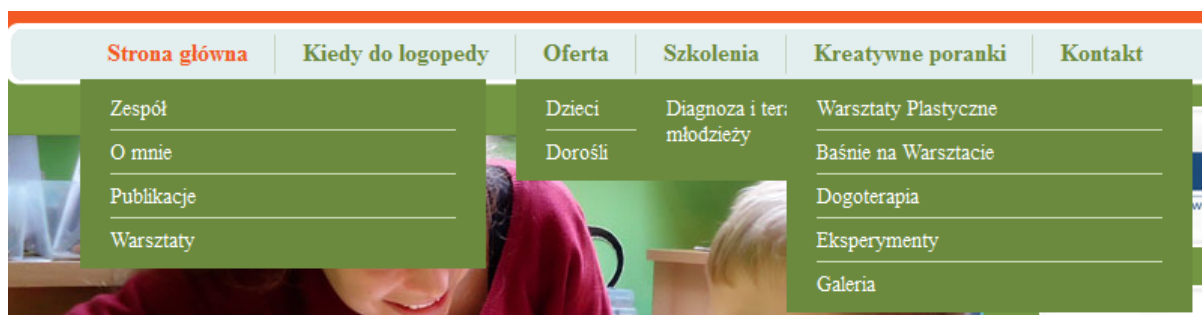 Strona główna Kiedy do logopedy Oferta Szkolenia Kreatywne poranki Kontakt
Zespół
O mnie
Publikacje
Warsztaty
Dzieci
Dorośli
Diagnoza i
młodzieży
Warsztaty Plastyczne
Baśnie na Warsztacie
Dogoterapia
Eksperymenty
Galeria